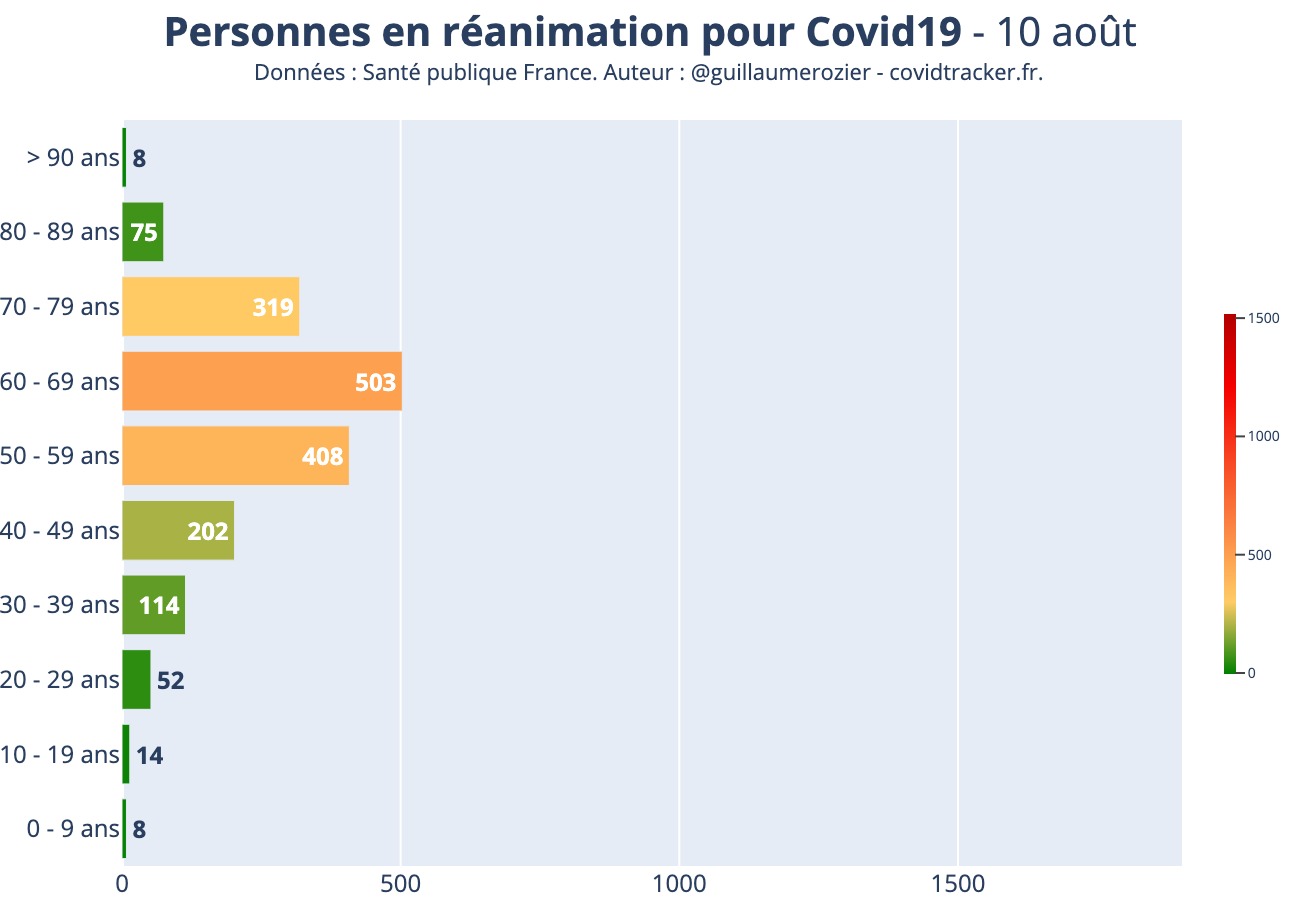 Personnes en réanimation pour Covid19 - 10 août
Données : Santé publique France. Auteur : @guillaumerozier - covidtracker.fr.
> 90 ans 8
80 - 89 ans 75
70 - 79 ans 319
60 - 69 ans 503
50 - 59 ans 408
40 - 49 ans 202
30 - 39 ans 114
20 - 29 ans 52
10 - 19 ans 14
0 - 9 ans 8
0 500 1000 1500
1500
1000
500
0